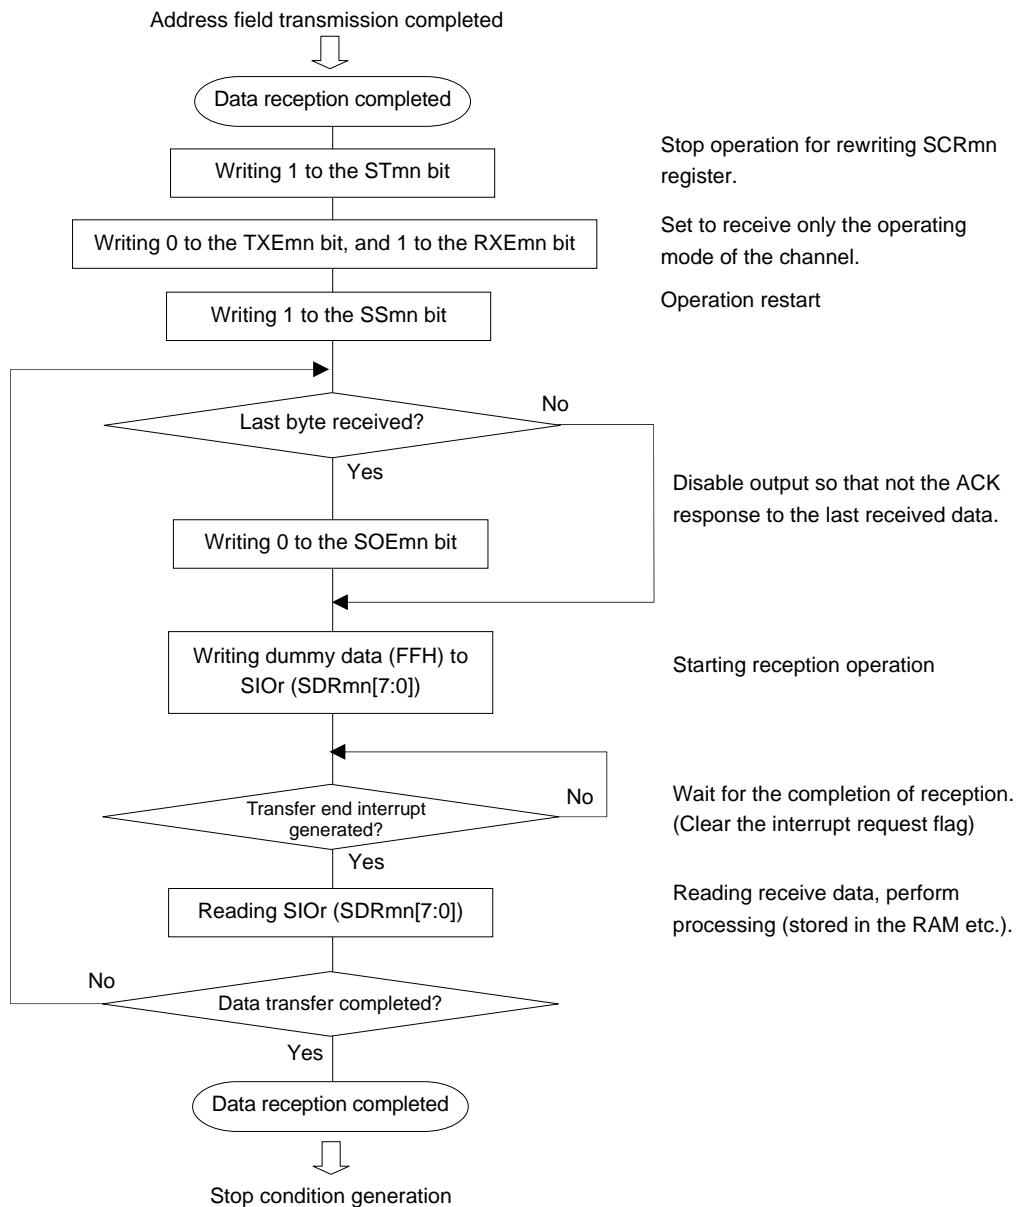 Address field transmission completed
Data reception completed
Writing 1 to the STmn bit
Stop operation for rewriting SCRmn
register.
Writing 0 to the TXEmn bit, and 1 to the RXEmn bit
Set to receive only the operating
mode of the channel.
Writing 1 to the SSmn bit
Operation restart
Last byte received?
No
Yes
Disable output so that not the ACK
response to the last received data.
Writing 0 to the SOEmn bit
Writing dummy data (FFH) to
SIOr (SDRmn[7:0])
Starting reception operation
Transfer end interrupt
generated?
No
Yes
Wait for the completion of reception.
(Clear the interrupt request flag)
Reading SIOr (SDRmn[7:0])
Reading receive data, perform
processing (stored in the RAM etc.).
No
Data transfer completed?
Yes
Data reception completed
Stop condition generation